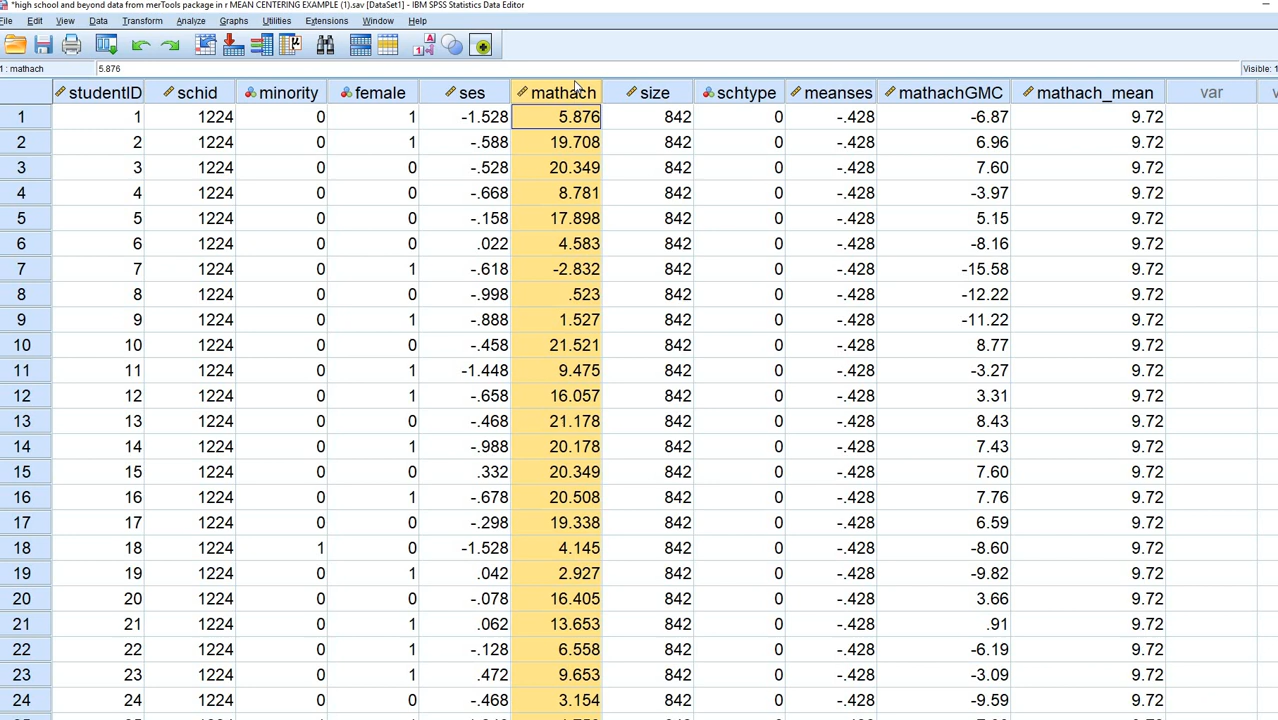 *high school and beyond data from merTools package in r MEAN CENTERING EXAMPLE (1).sav [DataSet1] - IBM SPSS Statistics Data Editor
File Edit View Data Transform Analyze Graphs Utilities Extensions Window Help
1 : mathach 5.876 Visible: 1
studentID schid minority female ses mathach size schtype meanses mathachGMC mathach_mean var
1 1 1224 0 1 -1.528 5.876 842 0 -.428 -6.87 9.72
2 2 1224 0 1 -.588 19.708 842 0 -.428 6.96 9.72
3 3 1224 0 0 -.528 20.349 842 0 -.428 7.60 9.72
4 4 1224 0 0 -.668 8.781 842 0 -.428 -3.97 9.72
5 5 1224 0 0 -.158 17.898 842 0 -.428 5.15 9.72
6 6 1224 0 0 .022 4.583 842 0 -.428 -8.16 9.72
7 7 1224 0 1 -.618 -2.832 842 0 -.428 -15.58 9.72
8 8 1224 0 0 -.998 .523 842 0 -.428 -12.22 9.72
9 9 1224 0 1 -.888 1.527 842 0 -.428 -11.22 9.72
10 10 1224 0 0 -.458 21.521 842 0 -.428 8.77 9.72
11 11 1224 0 1 -1.448 9.475 842 0 -.428 -3.27 9.72
12 12 1224 0 1 -.658 16.057 842 0 -.428 3.31 9.72
13 13 1224 0 0 -.468 21.178 842 0 -.428 8.43 9.72
14 14 1224 0 1 -.988 20.178 842 0 -.428 7.43 9.72
15 15 1224 0 0 .332 20.349 842 0 -.428 7.60 9.72
16 16 1224 0 1 -.678 20.508 842 0 -.428 7.76 9.72
17 17 1224 0 0 -.298 19.338 842 0 -.428 6.59 9.72
18 18 1224 1 0 -1.528 4.145 842 0 -.428 -8.60 9.72
19 19 1224 0 1 .042 2.927 842 0 -.428 -9.82 9.72
20 20 1224 0 0 -.078 16.405 842 0 -.428 3.66 9.72
21 21 1224 0 1 .062 13.653 842 0 -.428 .91 9.72
22 22 1224 0 1 -.128 6.558 842 0 -.428 -6.19 9.72
23 23 1224 0 1 .472 9.653 842 0 -.428 -3.09 9.72
24 24 1224 0 0 -.468 3.154 842 0 -.428 -9.59 9.72